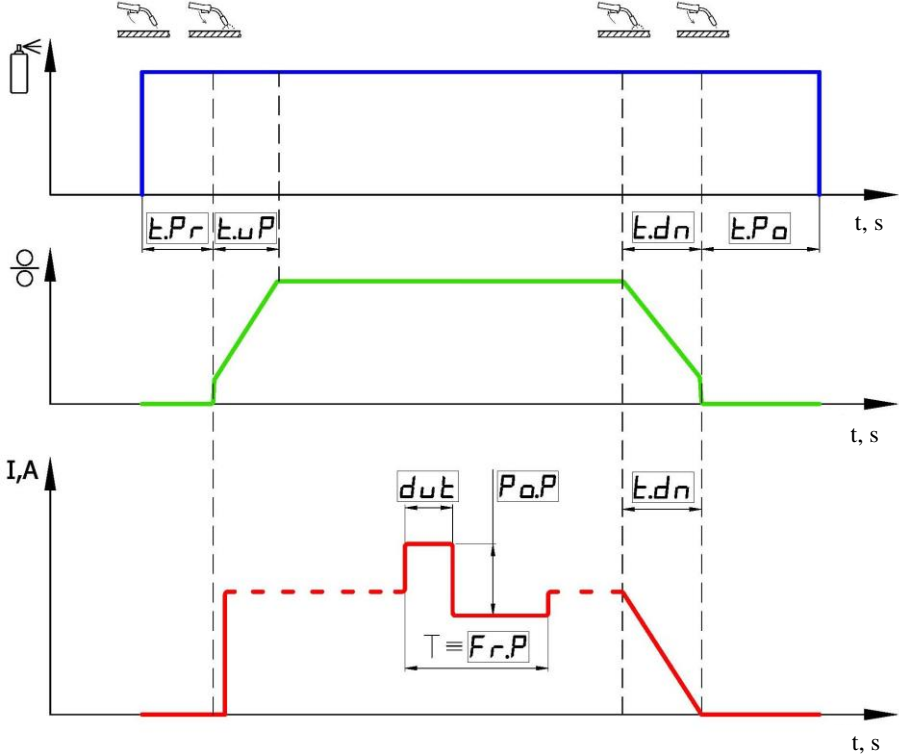 t.Pr t.uP t.dn t.Po
t, s
t, s
I,A
dut Po.P t.dn
T ≡ Fr.P
t, s